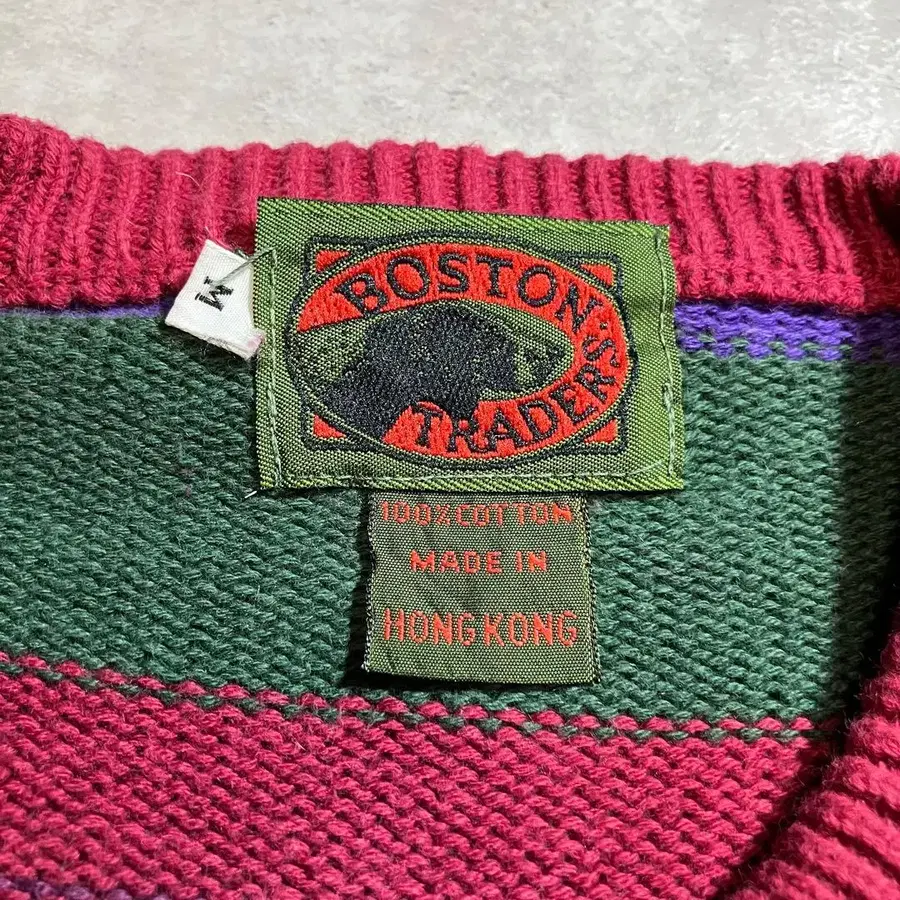 M
BOSTON
TRADERS
100% COTTON
MADE IN
HONG KONG